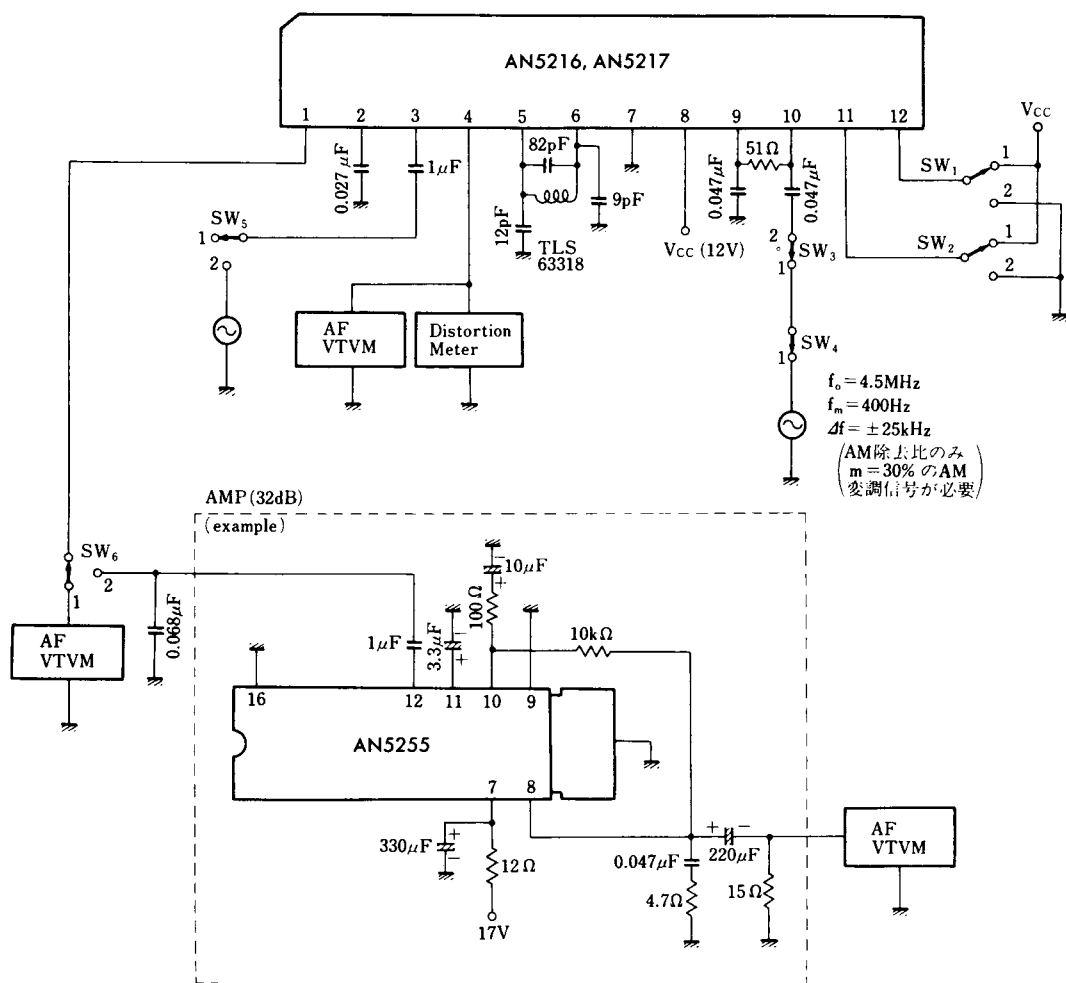 AN5216, AN5217
1 2 3 4 5 6 7 8 9 10 11 12
0.027 μF
1μF
82pF
9pF
12pF
TLS
63318
VCC (12V)
0.047μF
51Ω
0.047μF
VCC
SW1
1
2
SW2
1
2
SW5
1
2
AF
VTVM
Distortion
Meter
2
SW3
1
SW4
1
fo=4.5MHz
fm=400Hz
Δf=±25kHz
(AM除去比のみ
m=30%のAM
変調信号が必要)
AMP(32dB)
(example)
SW6
2
1
0.068μF
AF
VTVM
10μF
100Ω
1μF
3.3μF
10kΩ
16 12 11 10 9
AN5255
7 8
330μF
12Ω
17V
0.047μF
4.7Ω
220μF
15Ω
AF
VTVM